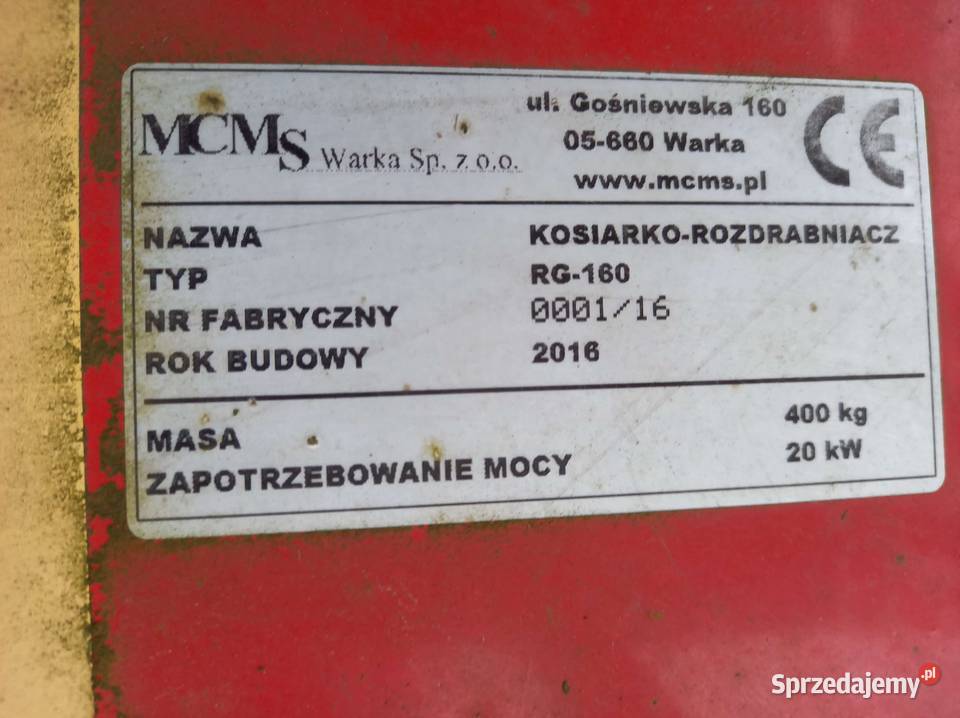 MCMS Warka Sp. z o.o.
ul. Gośniewska 160
05-660 Warka
www.mcms.pl
CE
NAZWA KOSIARKO-ROZDRABNIACZ
TYP RG-160
NR FABRYCZNY 0001/16
ROK BUDOWY 2016
MASA 400 kg
ZAPOTRZEBOWANIE MOCY 20 kW
Sprzedajemy.pl